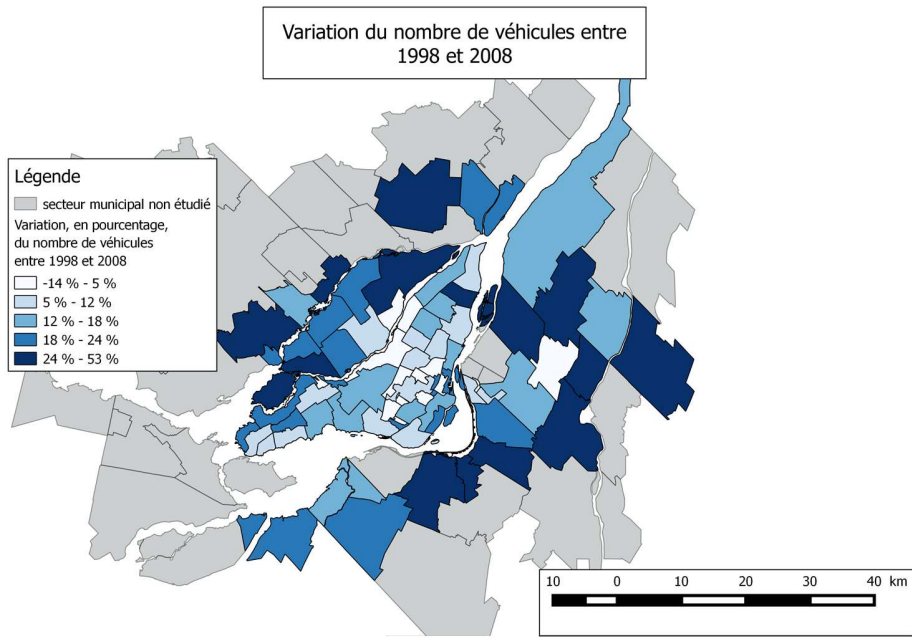 Variation du nombre de véhicules entre
1998 et 2008
Légende
secteur municipal non étudié
Variation, en pourcentage,
du nombre de véhicules
entre 1998 et 2008
-14 % - 5 %
5 % - 12 %
12 % - 18 %
18 % - 24 %
24 % - 53 %
10 0 10 20 30 40 km